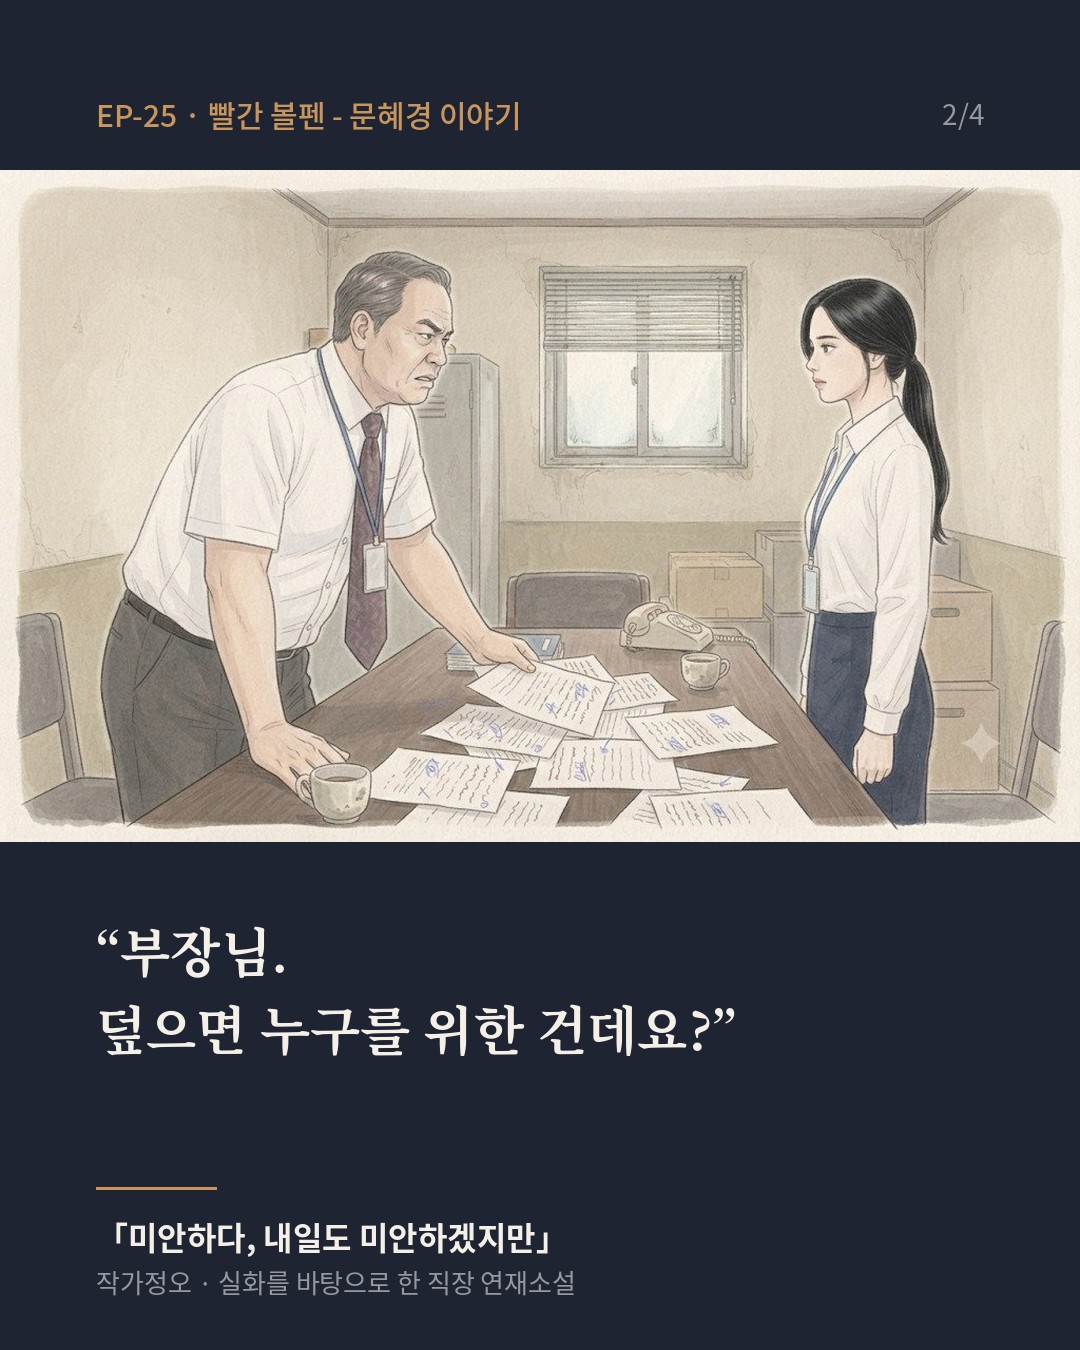 EP-25 · 빨간 볼펜 - 문혜경 이야기
2/4
“부장님.
덮으면 누구를 위한 건데요?”
「미안하다, 내일도 미안하겠지만」
작가정오 · 실화를 바탕으로 한 직장 연재소설